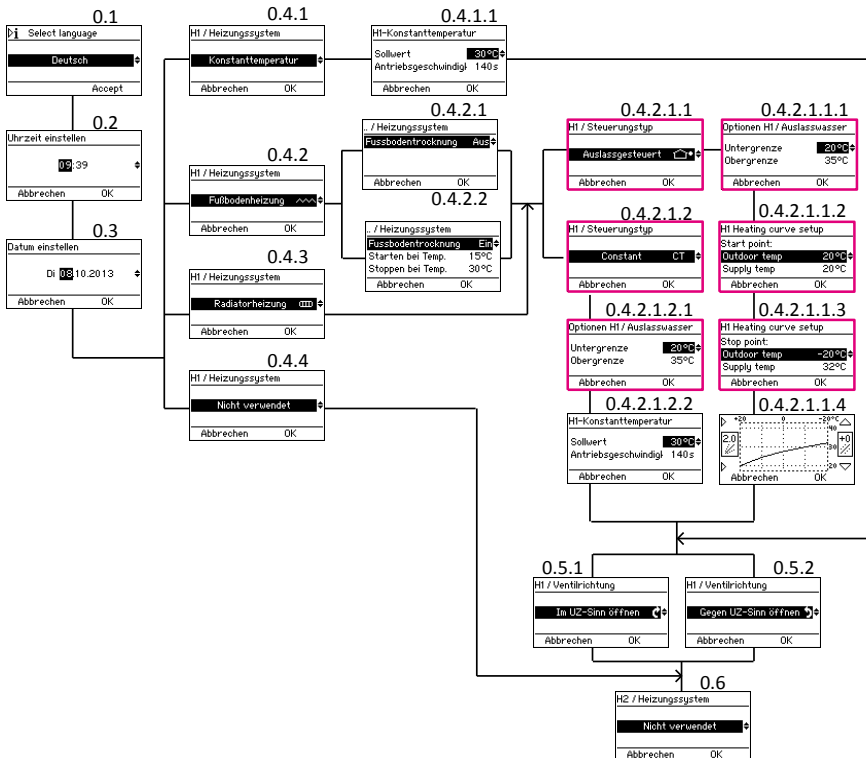 0.1
Select language
Deutsch
Accept
0.2
Uhrzeit einstellen
09:39
Abbrechen OK
0.3
Datum einstellen
Di 08.10.2013
Abbrechen OK
0.4.1
H1 / Heizungssystem
Konstanttemperatur
Abbrechen OK
0.4.1.1
H1-Konstanttemperatur
Sollwert 30°C
Antriebsgeschwindigk 140s
Abbrechen OK
0.4.2
H1 / Heizungssystem
Fußbodenheizung
Abbrechen OK
0.4.2.1
.. / Heizungssystem
Fussbodentrocknung Aus
Abbrechen OK
0.4.2.2
.. / Heizungssystem
Fussbodentrocknung Ein
Starten bei Temp. 15°C
Stoppen bei Temp. 30°C
Abbrechen OK
0.4.3
H1 / Heizungssystem
Radiatorheizung
Abbrechen OK
0.4.4
H1 / Heizungssystem
Nicht verwendet
Abbrechen OK
0.4.2.1.1
H1 / Steuerungstyp
Auslassgesteuert
Abbrechen OK
0.4.2.1.1.1
Optionen H1 / Auslasswasser
Untergrenze 20°C
Obergrenze 35°C
Abbrechen OK
0.4.2.1.2
H1 / Steuerungstyp
Constant CT
Abbrechen OK
0.4.2.1.1.2
H1 Heating curve setup
Start point:
Outdoor temp 20°C
Supply temp 20°C
Abbrechen OK
0.4.2.1.2.1
Optionen H1 / Auslasswasser
Untergrenze 20°C
Obergrenze 35°C
Abbrechen OK
0.4.2.1.1.3
H1 Heating curve setup
Stop point:
Outdoor temp -20°C
Supply temp 32°C
Abbrechen OK
0.4.2.1.2.2
H1-Konstanttemperatur
Sollwert 30°C
Antriebsgeschwindigk 140s
Abbrechen OK
0.4.2.1.1.4
+20 0 -20°C
40
2.0 30 +0
20
Abbrechen OK
0.5.1
H1 / Ventilrichtung
Im UZ-Sinn öffnen
Abbrechen OK
0.5.2
H1 / Ventilrichtung
Gegen UZ-Sinn öffnen
Abbrechen OK
0.6
H2 / Heizungssystem
Nicht verwendet
Abbrechen OK